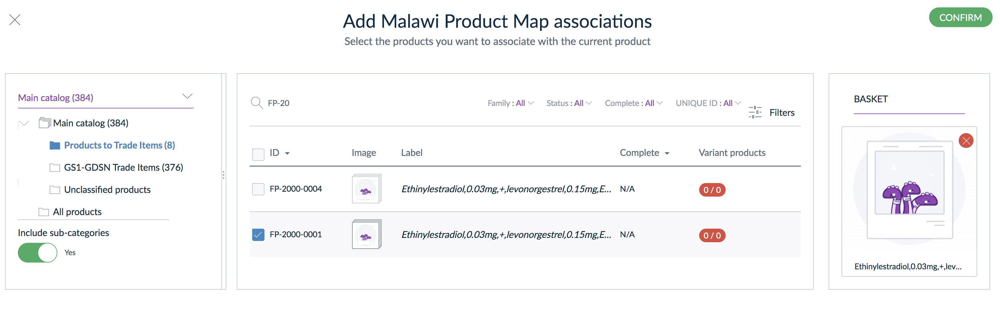 Add Malawi Product Map associations
CONFIRM
Select the products you want to associate with the current product
Main catalog (384)
Main catalog (384)
Products to Trade Items (8)
GS1-GDSN Trade Items (376)
Unclassified products
All products
Include sub-categories
Yes
FP-20
Family : All
Status : All
Complete : All
UNIQUE ID : All
Filters
ID
Image
Label
Complete
Variant products
FP-2000-0004
Ethinylestradiol,0.03mg,+,levonorgestrel,0.15mg,E...
N/A
0 / 0
FP-2000-0001
Ethinylestradiol,0.03mg,+,levonorgestrel,0.15mg,E...
N/A
0 / 0
BASKET
Ethinylestradiol,0.03mg,+,lev...